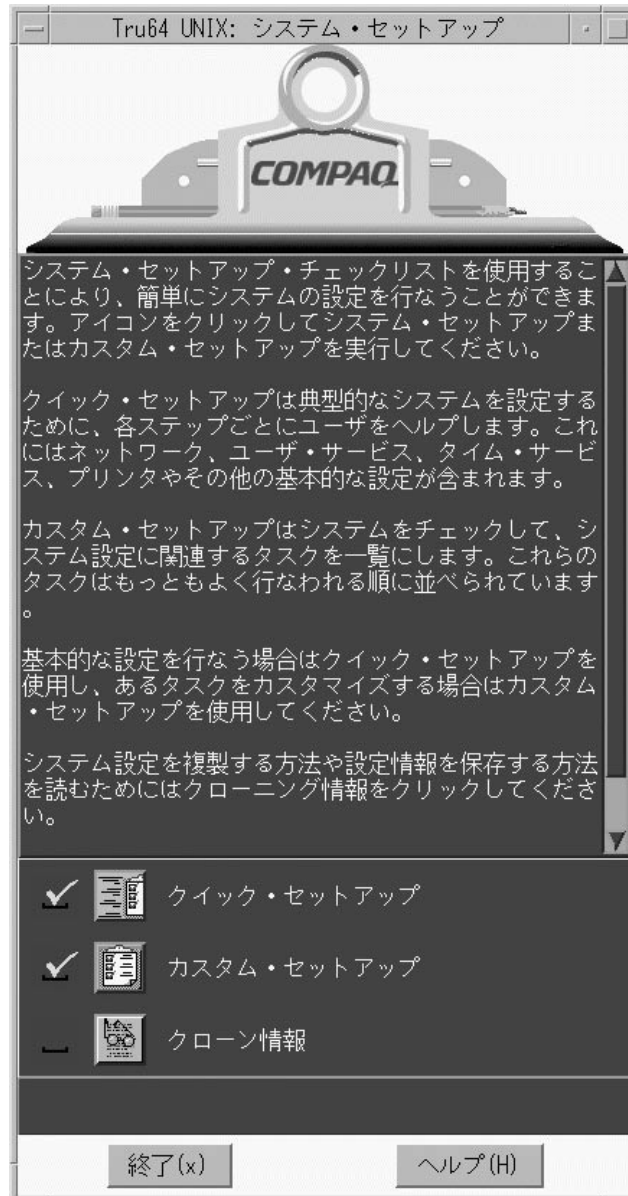 Tru64 UNIX: システム・セットアップ
COMPAQ
システム・セットアップ・チェックリストを使用するこ
とにより、簡単にシステムの設定を行なうことができま
す。アイコンをクリックしてシステム・セットアップま
たはカスタム・セットアップを実行してください。
クイック・セットアップは典型的なシステムを設定する
ために、各ステップごとにユーザをヘルプします。これ
にはネットワーク、ユーザ・サービス、タイム・サービ
ス、プリンタやその他の基本的な設定が含まれます。
カスタム・セットアップはシステムをチェックして、シ
ステム設定に関連するタスクを一覧にします。これらの
タスクはもっともよく行なわれる順に並べられています
。
基本的な設定を行なう場合はクイック・セットアップを
使用し、あるタスクをカスタマイズする場合はカスタム
・セットアップを使用してください。
システム設定を複製する方法や設定情報を保存する方法
を読むためにはクローニング情報をクリックしてくださ
い。
クイック・セットアップ
カスタム・セットアップ
クローン情報
終了(x)
ヘルプ(H)